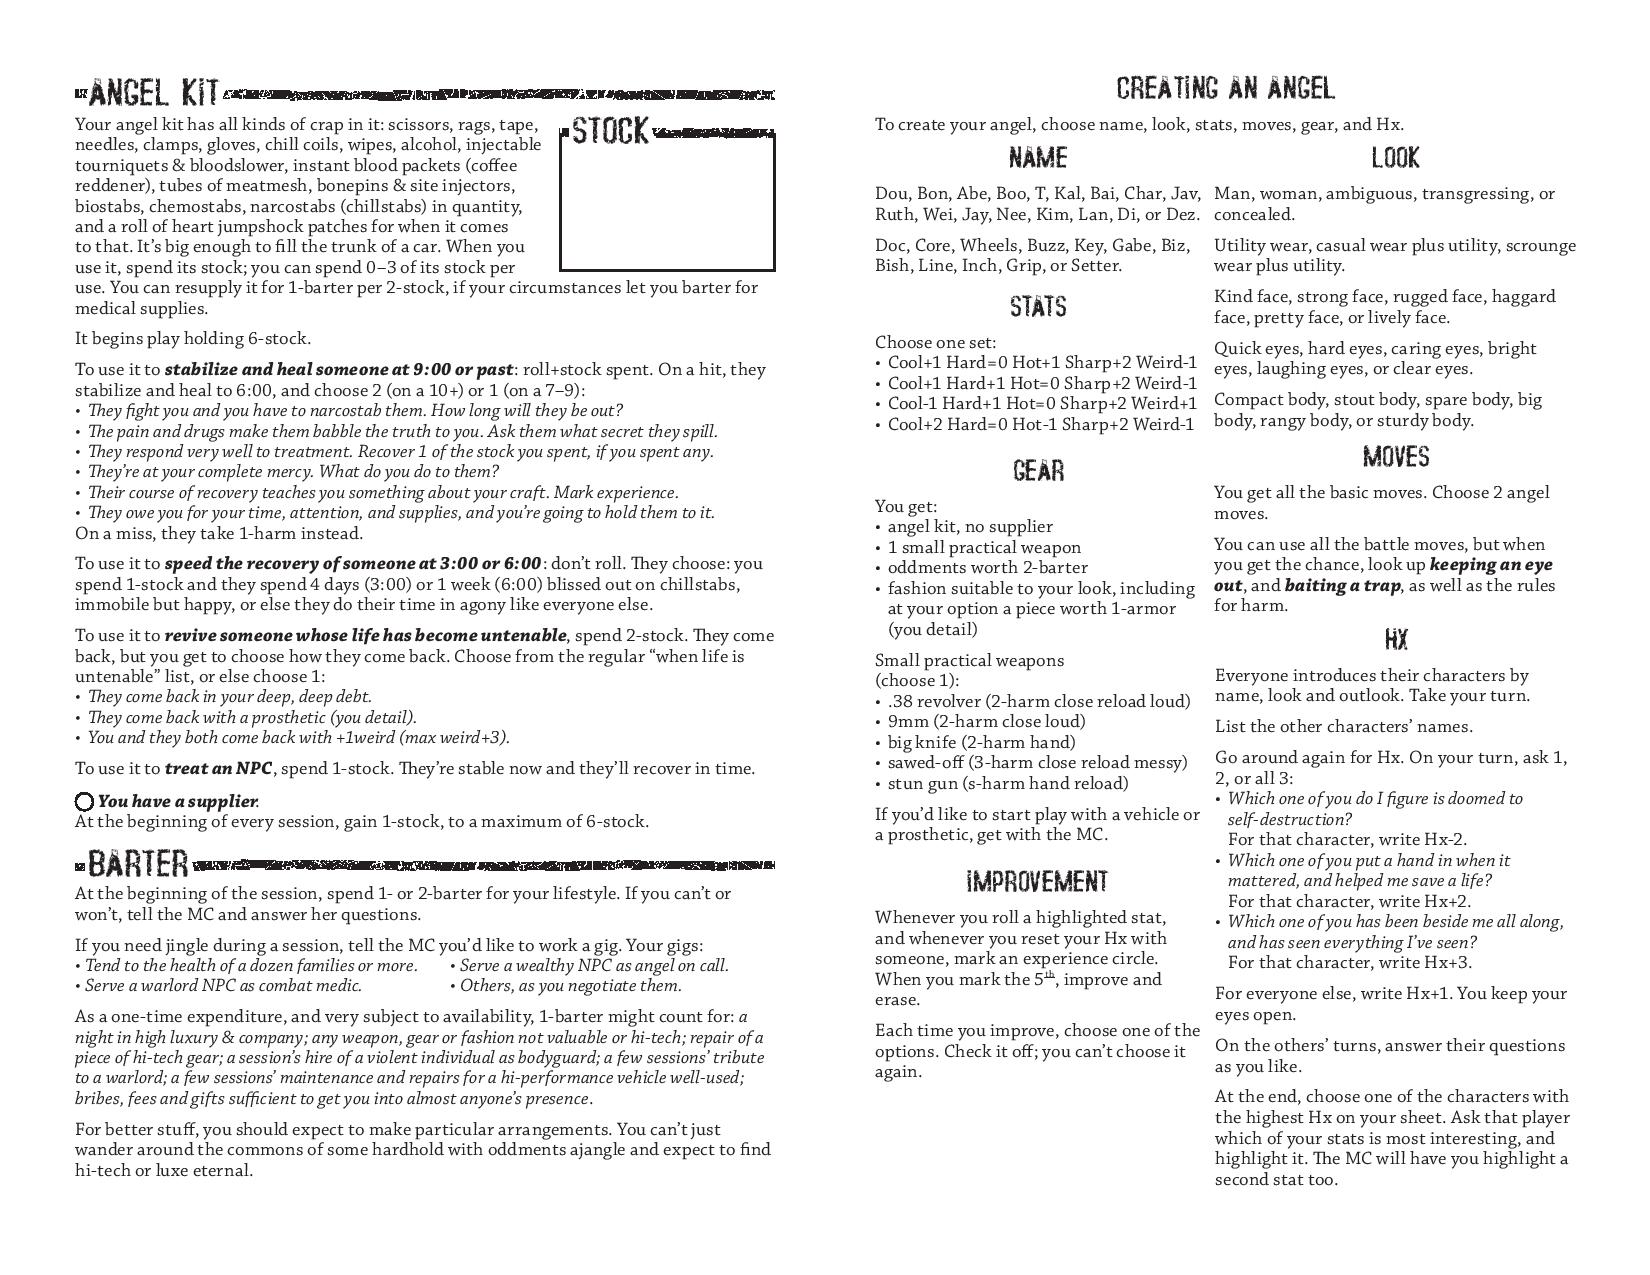 ANGEL KIT
Your angel kit has all kinds of crap in it: scissors, rags, tape,
needles, clamps, gloves, chill coils, wipes, alcohol, injectable
tourniquets & bloodslower, instant blood packets (coffee
reddener), tubes of meatmesh, bonepins & site injectors,
biostabs, chemostabs, narcostabs (chillstabs) in quantity,
and a roll of heart jumpshock patches for when it comes
to that. It's big enough to fill the trunk of a car. When you
use it, spend its stock; you can spend 0–3 of its stock per
use. You can resupply it for 1-barter per 2-stock, if your circumstances let you barter for
medical supplies.
STOCK
It begins play holding 6-stock.
To use it to stabilize and heal someone at 9:00 or past: roll+stock spent. On a hit, they
stabilize and heal to 6:00, and choose 2 (on a 10+) or 1 (on a 7–9):
• They fight you and you have to narcostab them. How long will they be out?
• The pain and drugs make them babble the truth to you. Ask them what secret they spill.
• They respond very well to treatment. Recover 1 of the stock you spent, if you spent any.
• They're at your complete mercy. What do you do to them?
• Their course of recovery teaches you something about your craft. Mark experience.
• They owe you for your time, attention, and supplies, and you're going to hold them to it.
On a miss, they take 1-harm instead.
To use it to speed the recovery of someone at 3:00 or 6:00: don't roll. They choose: you
spend 1-stock and they spend 4 days (3:00) or 1 week (6:00) blissed out on chillstabs,
immobile but happy, or else they do their time in agony like everyone else.
To use it to revive someone whose life has become untenable, spend 2-stock. They come
back, but you get to choose how they come back. Choose from the regular “when life is
untenable” list, or else choose 1:
• They come back in your deep, deep debt.
• They come back with a prosthetic (you detail).
• You and they both come back with +1weird (max weird+3).
To use it to treat an NPC, spend 1-stock. They're stable now and they'll recover in time.
You have a supplier.
At the beginning of every session, gain 1-stock, to a maximum of 6-stock.
BARTER
At the beginning of the session, spend 1- or 2-barter for your lifestyle. If you can't or
won't, tell the MC and answer her questions.
If you need jingle during a session, tell the MC you'd like to work a gig. Your gigs:
• Tend to the health of a dozen families or more. • Serve a wealthy NPC as angel on call.
• Serve a warlord NPC as combat medic. • Others, as you negotiate them.
As a one-time expenditure, and very subject to availability, 1-barter might count for: a
night in high luxury & company; any weapon, gear or fashion not valuable or hi-tech; repair of a
piece of hi-tech gear; a session's hire of a violent individual as bodyguard; a few sessions' tribute
to a warlord; a few sessions' maintenance and repairs for a hi-performance vehicle well-used;
bribes, fees and gifts sufficient to get you into almost anyone's presence.
For better stuff, you should expect to make particular arrangements. You can't just
wander around the commons of some hardhold with oddments ajangle and expect to find
hi-tech or luxe eternal.
CREATING AN ANGEL
To create your angel, choose name, look, stats, moves, gear, and Hx.
NAME
Dou, Bon, Abe, Boo, T, Kal, Bai, Char, Jav,
Ruth, Wei, Jay, Nee, Kim, Lan, Di, or Dez.
Doc, Core, Wheels, Buzz, Key, Gabe, Biz,
Bish, Line, Inch, Grip, or Setter.
STATS
Choose one set:
• Cool+1 Hard=0 Hot+1 Sharp+2 Weird-1
• Cool+1 Hard+1 Hot=0 Sharp+2 Weird-1
• Cool-1 Hard+1 Hot=0 Sharp+2 Weird+1
• Cool+2 Hard=0 Hot-1 Sharp+2 Weird-1
GEAR
You get:
• angel kit, no supplier
• 1 small practical weapon
• oddments worth 2-barter
• fashion suitable to your look, including
at your option a piece worth 1-armor
(you detail)
Small practical weapons
(choose 1):
• .38 revolver (2-harm close reload loud)
• 9mm (2-harm close loud)
• big knife (2-harm hand)
• sawed-off (3-harm close reload messy)
• stun gun (s-harm hand reload)
If you'd like to start play with a vehicle or
a prosthetic, get with the MC.
IMPROVEMENT
Whenever you roll a highlighted stat,
and whenever you reset your Hx with
someone, mark an experience circle.
When you mark the 5th, improve and
erase.
Each time you improve, choose one of the
options. Check it off; you can't choose it
again.
LOOK
Man, woman, ambiguous, transgressing, or
concealed.
Utility wear, casual wear plus utility, scrounge
wear plus utility.
Kind face, strong face, rugged face, haggard
face, pretty face, or lively face.
Quick eyes, hard eyes, caring eyes, bright
eyes, laughing eyes, or clear eyes.
Compact body, stout body, spare body, big
body, rangy body, or sturdy body.
MOVES
You get all the basic moves. Choose 2 angel
moves.
You can use all the battle moves, but when
you get the chance, look up keeping an eye
out, and baiting a trap, as well as the rules
for harm.
HX
Everyone introduces their characters by
name, look and outlook. Take your turn.
List the other characters' names.
Go around again for Hx. On your turn, ask 1,
2, or all 3:
• Which one of you do I figure is doomed to
self-destruction?
For that character, write Hx-2.
• Which one of you put a hand in when it
mattered, and helped me save a life?
For that character, write Hx+2.
• Which one of you has been beside me all along,
and has seen everything I've seen?
For that character, write Hx+3.
For everyone else, write Hx+1. You keep your
eyes open.
On the others' turns, answer their questions
as you like.
At the end, choose one of the characters with
the highest Hx on your sheet. Ask that player
which of your stats is most interesting, and
highlight it. The MC will have you highlight a
second stat too.